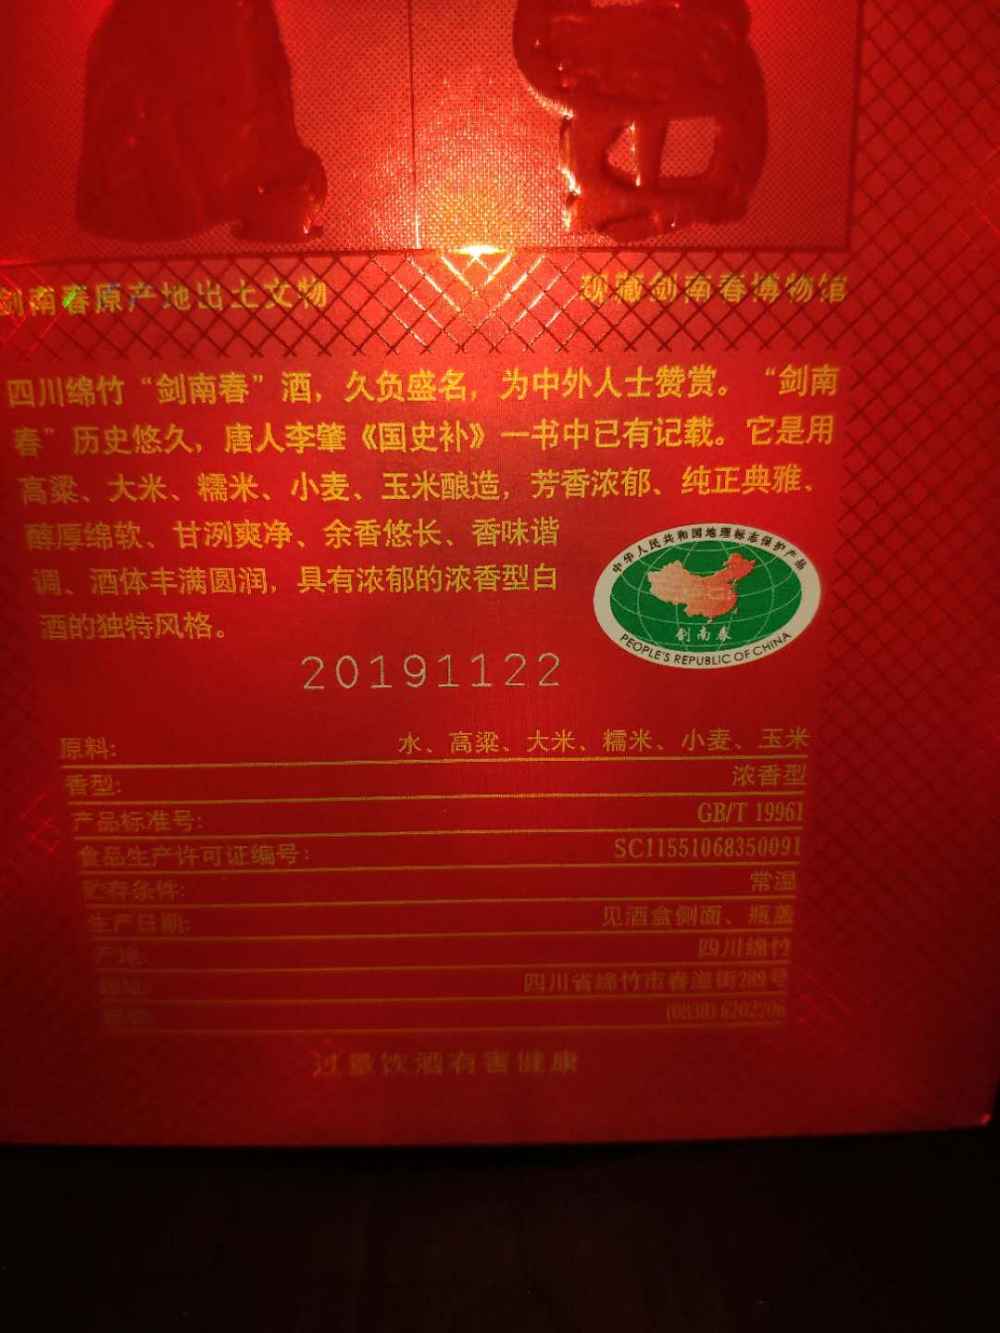 剑南春原产地出土文物
现藏剑南春博物馆
四川绵竹“剑南春”酒，久负盛名，为中外人士赞赏。“剑南
春”历史悠久，唐人李肇《国史补》一书中已有记载。它是用
高粱、大米、糯米、小麦、玉米酿造，芳香浓郁、纯正典雅、
醇厚绵软、甘洌爽净、余香悠长、香味谐
调、酒体丰满圆润，具有浓郁的浓香型白
酒的独特风格。
中华人民共和国地理标志保护产品
剑南春
PEOPLE'S REPUBLIC OF CHINA
20191122
原料: 水、高粱、大米、糯米、小麦、玉米
香型: 浓香型
产品标准号: GB/T 19961
食品生产许可证编号: SC11551068350091
贮存条件: 常温
生产日期: 见酒盒侧面、瓶盖
产地: 四川绵竹
四川省绵竹市春溢街289号
(0838) 6202206
过量饮酒有害健康